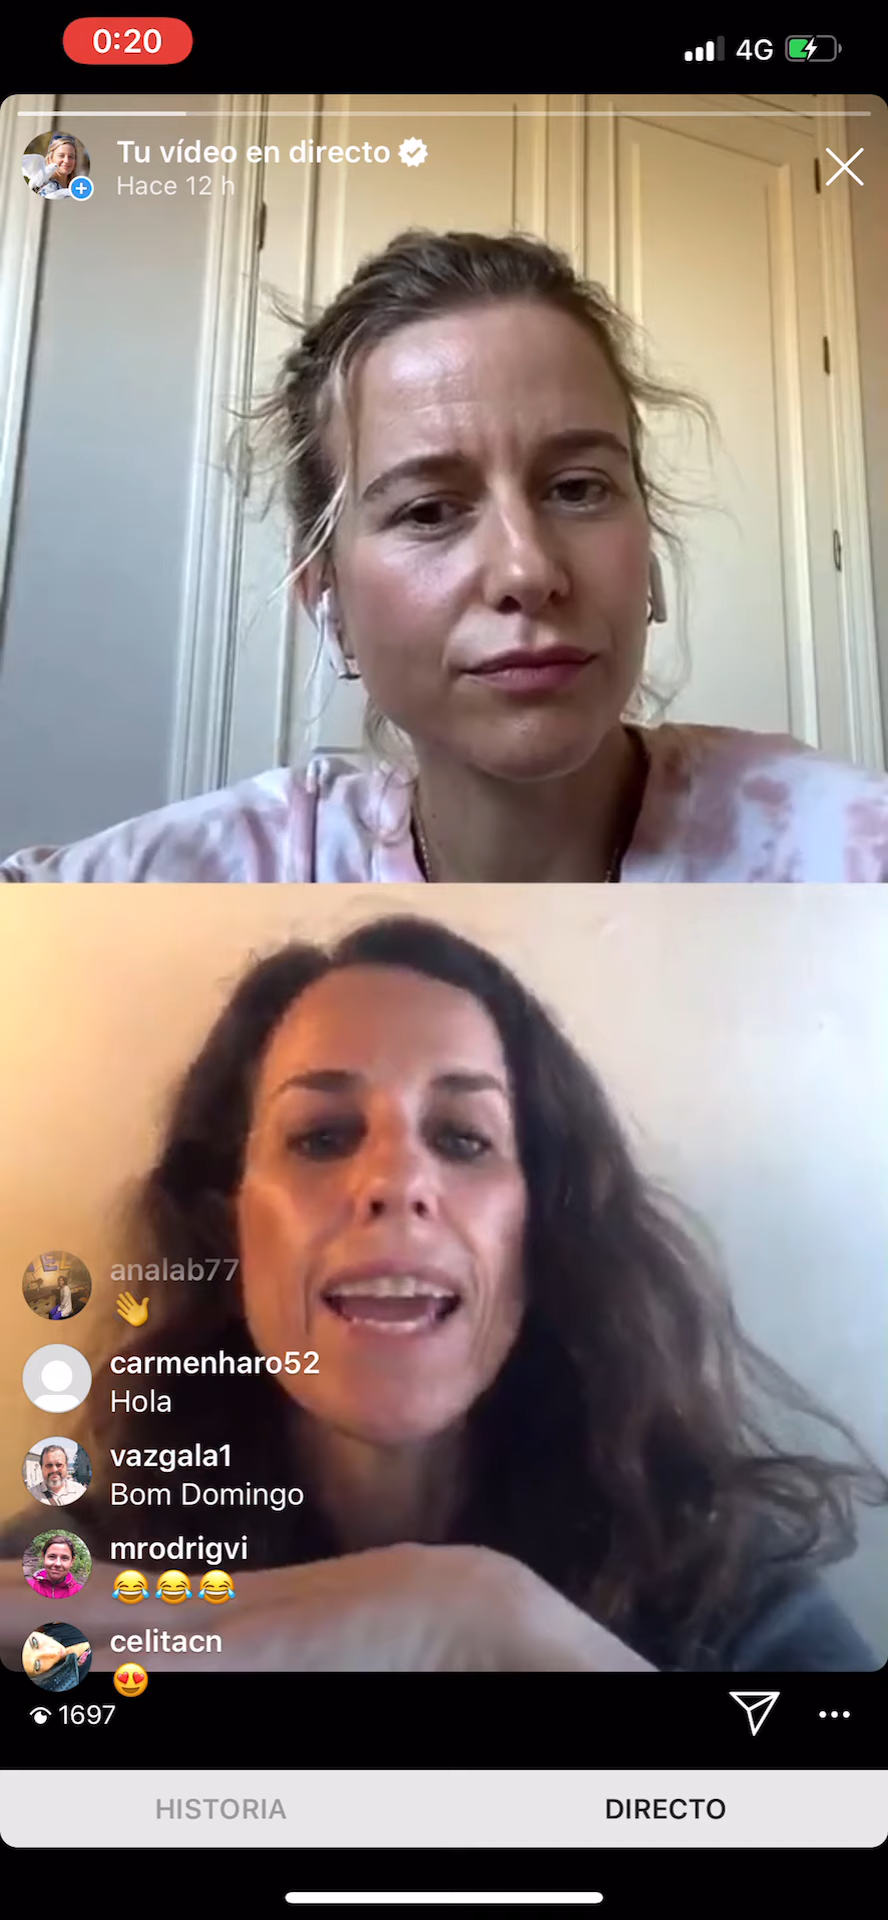 0:20
4G
Tu vídeo en directo
Hace 12 h
analab77
👋
carmenharo52
Hola
vazgala1
Bom Domingo
mrodrigvi
😂😂😂
celitacn
😍
1697
HISTORIA
DIRECTO